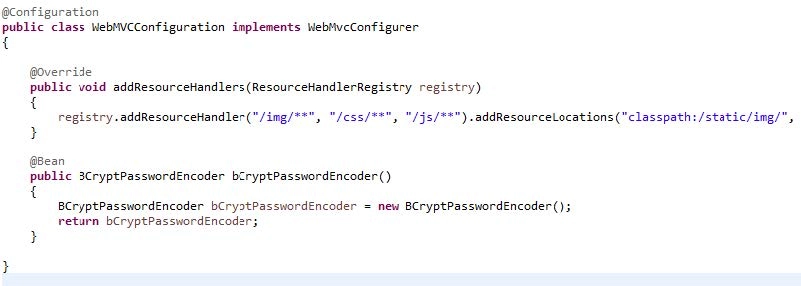 @Configuration
public class WebMVCConfiguration implements WebMvcConfigurer
{
@Override
public void addResourceHandlers(ResourceHandlerRegistry registry)
{
registry.addResourceHandler("/img/**", "/css/**", "/js/**").addResourceLocations("classpath:/static/img/",
}
@Bean
public BCryptPasswordEncoder bCryptPasswordEncoder()
{
BCryptPasswordEncoder bCryptPasswordEncoder = new BCryptPasswordEncoder();
return bCryptPasswordEncoder;
}
}